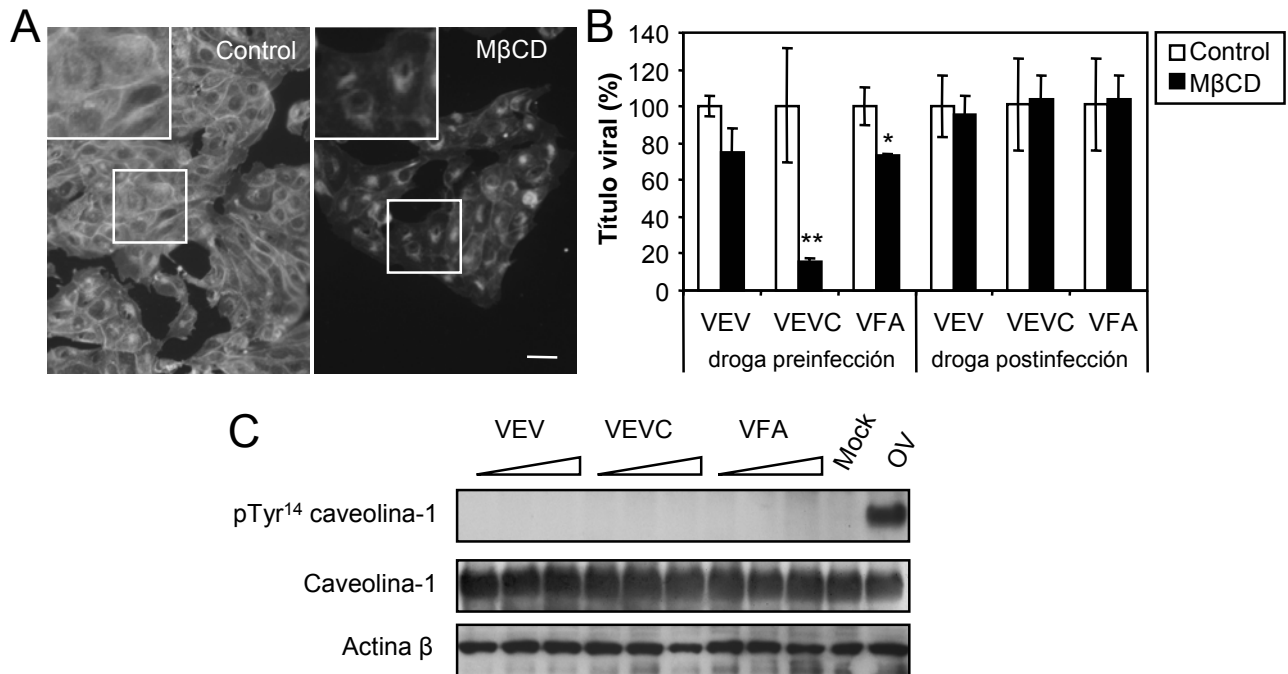 A
Control
MβCD
B
Título viral (%)
140
120
100
80
60
40
20
0
Control
MβCD
*
**
VEV
VEVC
VFA
VEV
VEVC
VFA
droga preinfección
droga postinfección
C
VEV
VEVC
VFA
Mock
OV
pTyr¹⁴ caveolina-1
Caveolina-1
Actina β